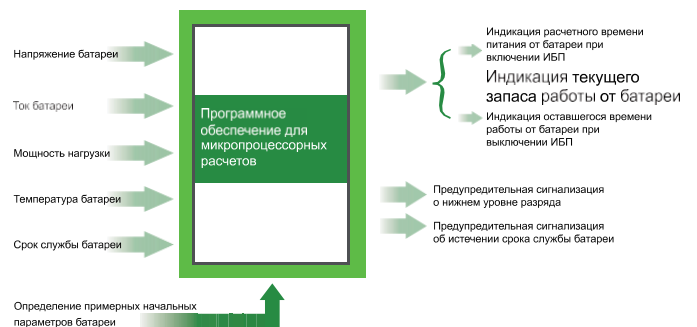 Напряжение батареи
Ток батареи
Мощность нагрузки
Температура батареи
Срок службы батареи
Определение примерных начальных
параметров батареи
Программное
обеспечение для
микропроцессорных
расчетов
Индикация расчетного времени
питания от батареи при
включении ИБП
Индикация текущего
запаса работы от батареи
Индикация оставшегося времени
работы от батареи при
выключении ИБП
Предупредительная сигнализация
о нижнем уровне разряда
Предупредительная сигнализация
об истечении срока службы батареи